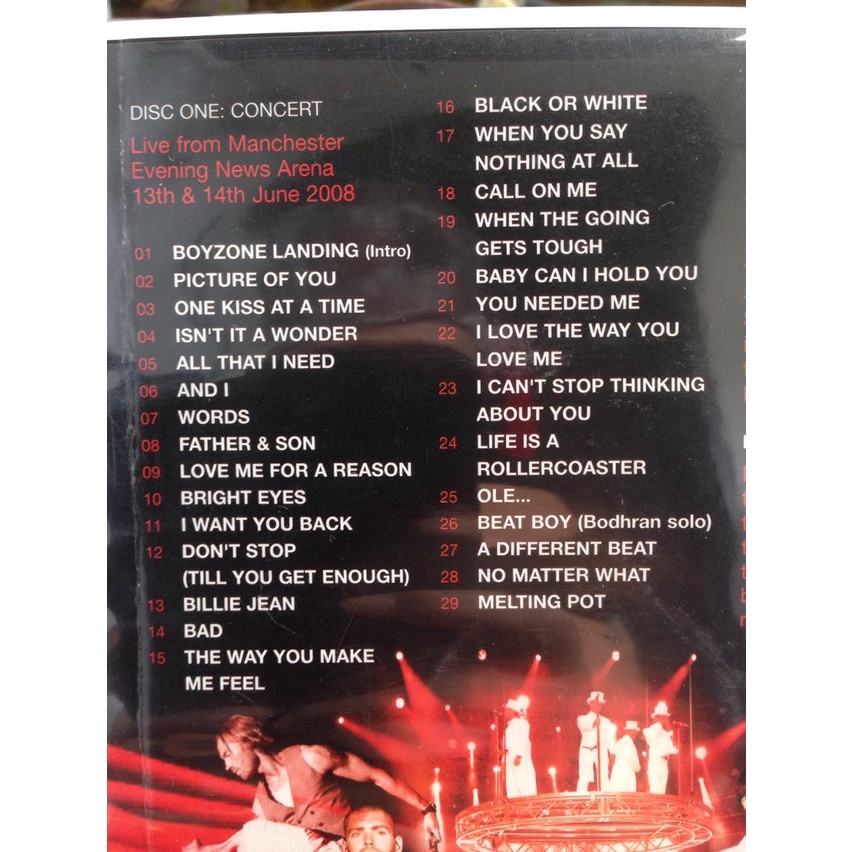 DISC ONE: CONCERT
Live from Manchester
Evening News Arena
13th & 14th June 2008
01 BOYZONE LANDING (Intro)
02 PICTURE OF YOU
03 ONE KISS AT A TIME
04 ISN'T IT A WONDER
05 ALL THAT I NEED
06 AND I
07 WORDS
08 FATHER & SON
09 LOVE ME FOR A REASON
10 BRIGHT EYES
11 I WANT YOU BACK
12 DON'T STOP
(TILL YOU GET ENOUGH)
13 BILLIE JEAN
14 BAD
15 THE WAY YOU MAKE
ME FEEL
16 BLACK OR WHITE
17 WHEN YOU SAY
NOTHING AT ALL
18 CALL ON ME
19 WHEN THE GOING
GETS TOUGH
20 BABY CAN I HOLD YOU
21 YOU NEEDED ME
22 I LOVE THE WAY YOU
LOVE ME
23 I CAN'T STOP THINKING
ABOUT YOU
24 LIFE IS A
ROLLERCOASTER
25 OLE...
26 BEAT BOY (Bodhran solo)
27 A DIFFERENT BEAT
28 NO MATTER WHAT
29 MELTING POT